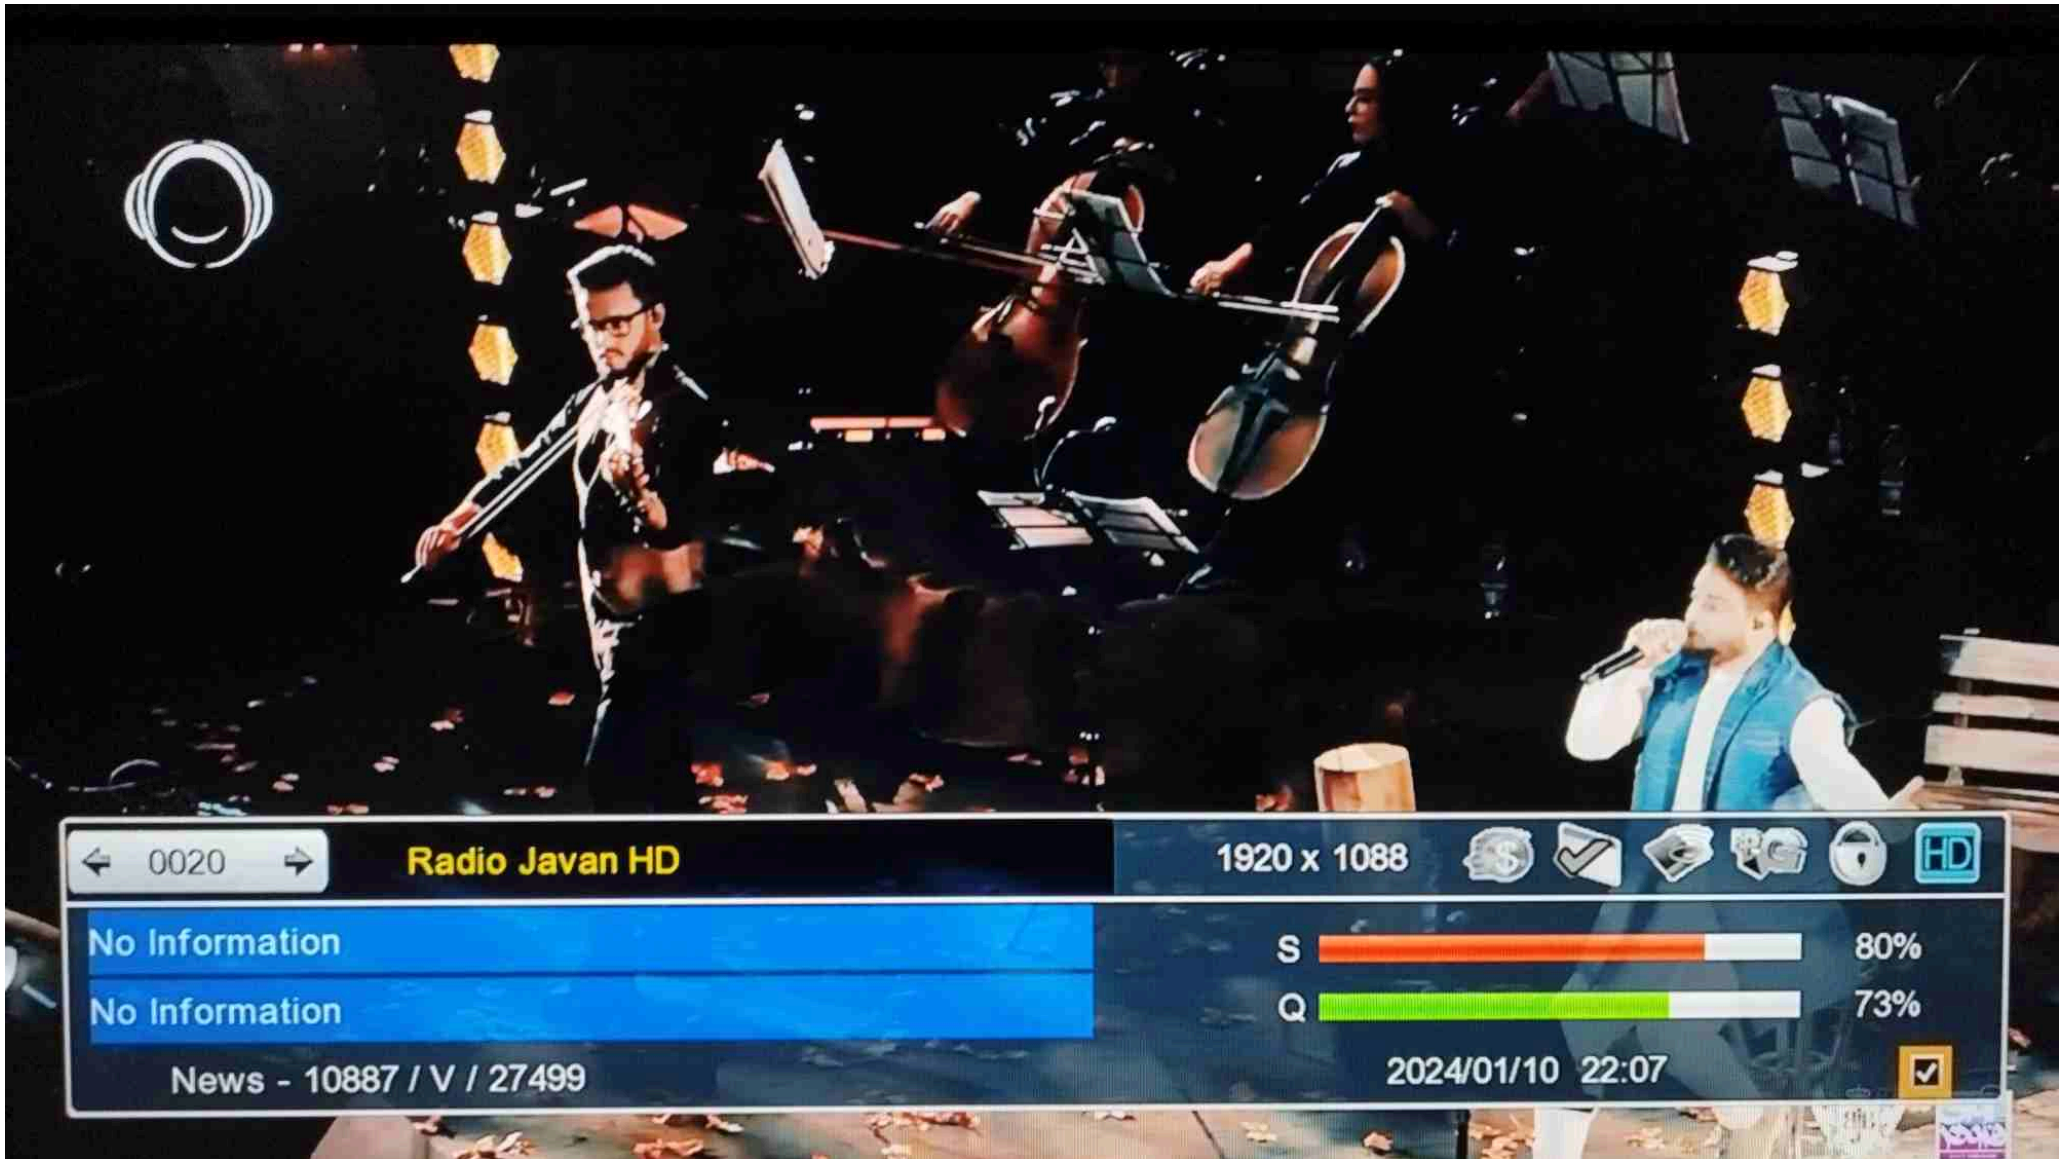 0020
Radio Javan HD
1920 x 1088
HD
No Information
No Information
S 80%
Q 73%
News - 10887 / V / 27499
2024/01/10 22:07